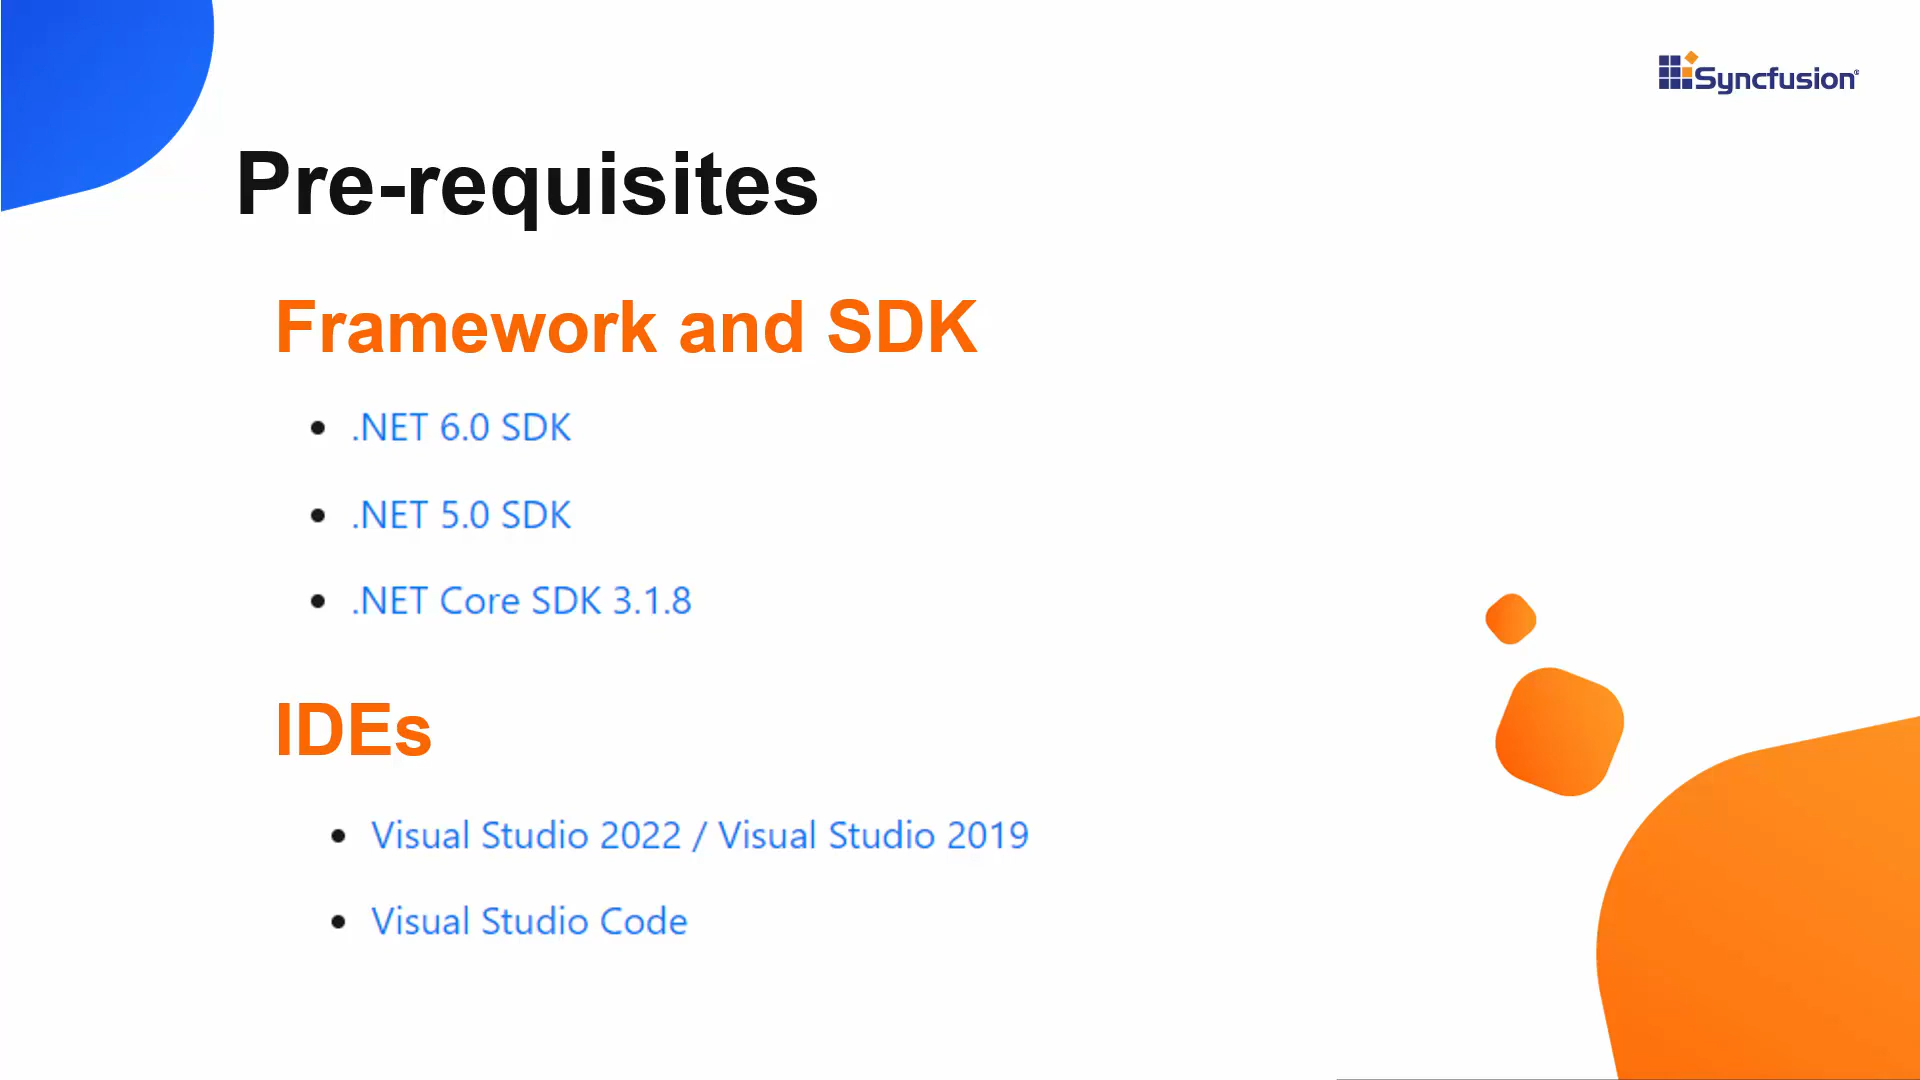 Syncfusion
Pre-requisites
Framework and SDK
.NET 6.0 SDK
.NET 5.0 SDK
.NET Core SDK 3.1.8
IDEs
Visual Studio 2022 / Visual Studio 2019
Visual Studio Code